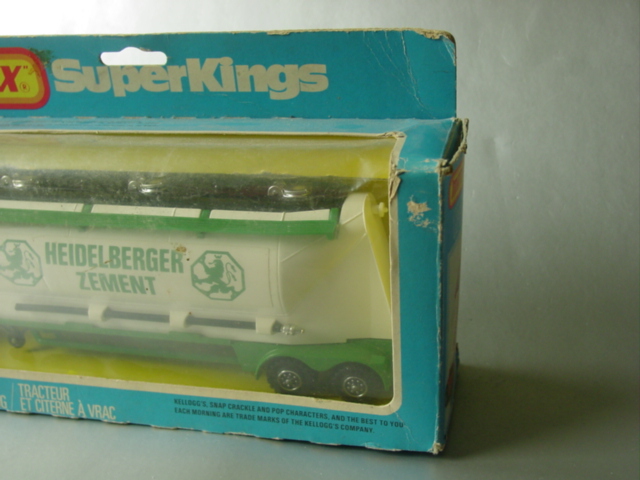 X™
SuperKings
HEIDELBERGER
ZEMENT
TRACTEUR
ET CITERNE À VRAC
KELLOGG'S, SNAP CRACKLE AND POP CHARACTERS, AND THE BEST TO YOU
EACH MORNING ARE TRADE MARKS OF THE KELLOGG'S COMPANY